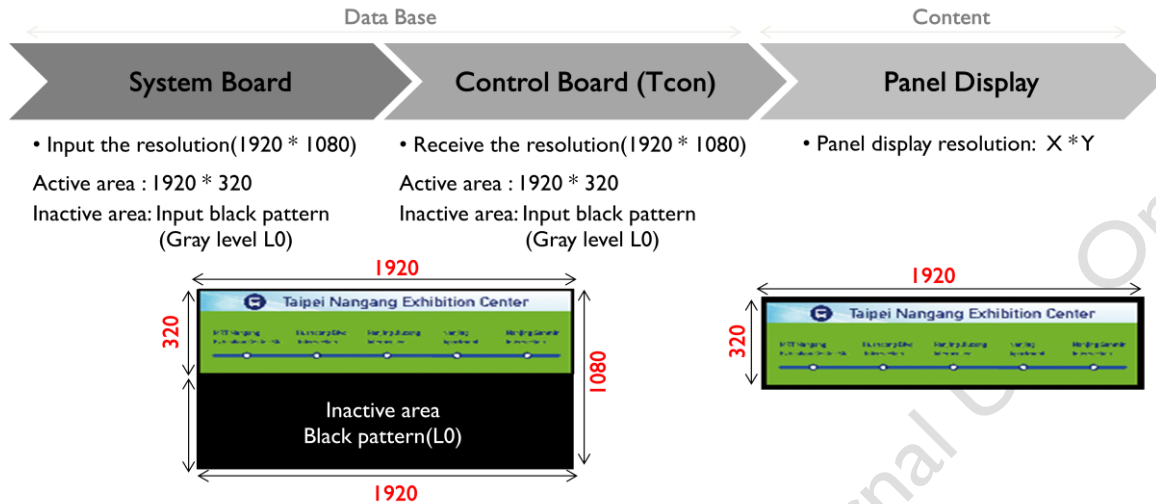 Data Base
Content
System Board
Control Board (Tcon)
Panel Display
• Input the resolution(1920 * 1080)
Active area : 1920 * 320
Inactive area: Input black pattern
(Gray level L0)
• Receive the resolution(1920 * 1080)
Active area : 1920 * 320
Inactive area: Input black pattern
(Gray level L0)
• Panel display resolution: X * Y
1920
320
1080
Taipei Nangang Exhibition Center
Inactive area
Black pattern(L0)
1920
1920
320
Taipei Nangang Exhibition Center